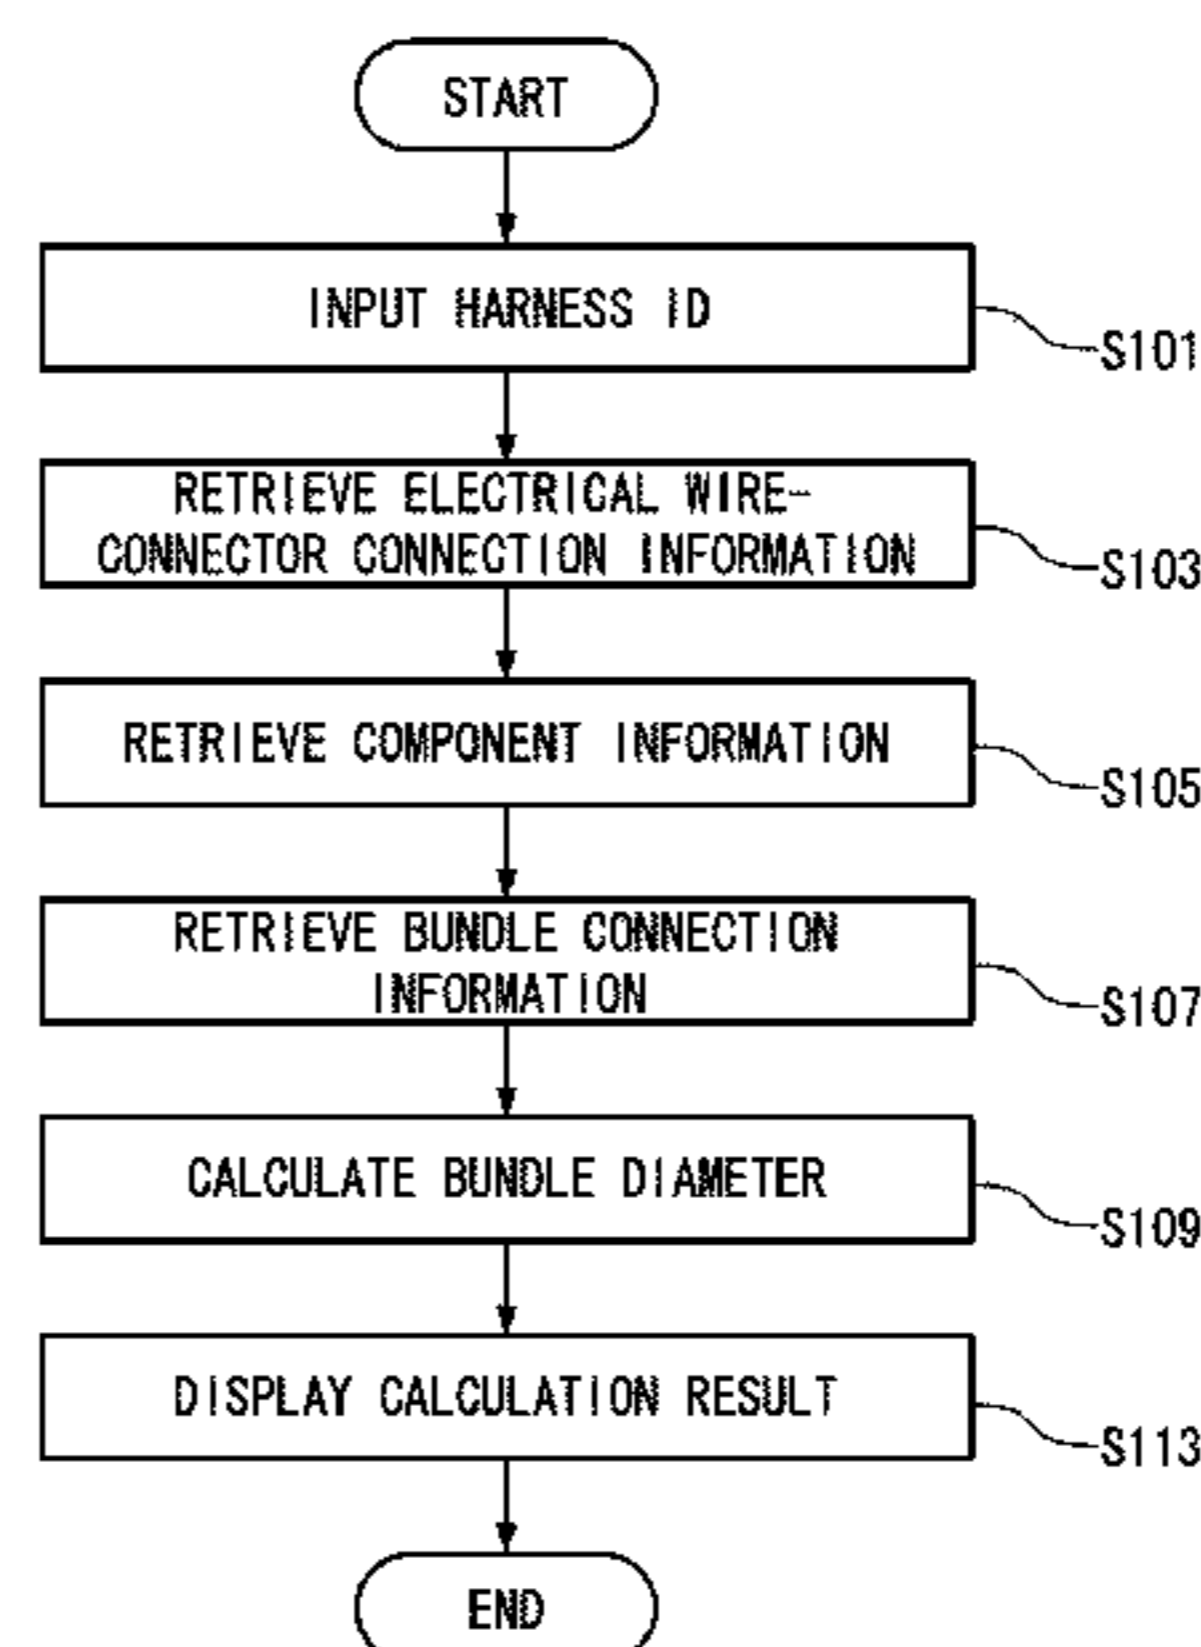 START
INPUT HARNESS ID
S101
RETRIEVE ELECTRICAL WIRE-
CONNECTOR CONNECTION INFORMATION
S103
RETRIEVE COMPONENT INFORMATION
S105
RETRIEVE BUNDLE CONNECTION
INFORMATION
S107
CALCULATE BUNDLE DIAMETER
S109
DISPLAY CALCULATION RESULT
S113
END